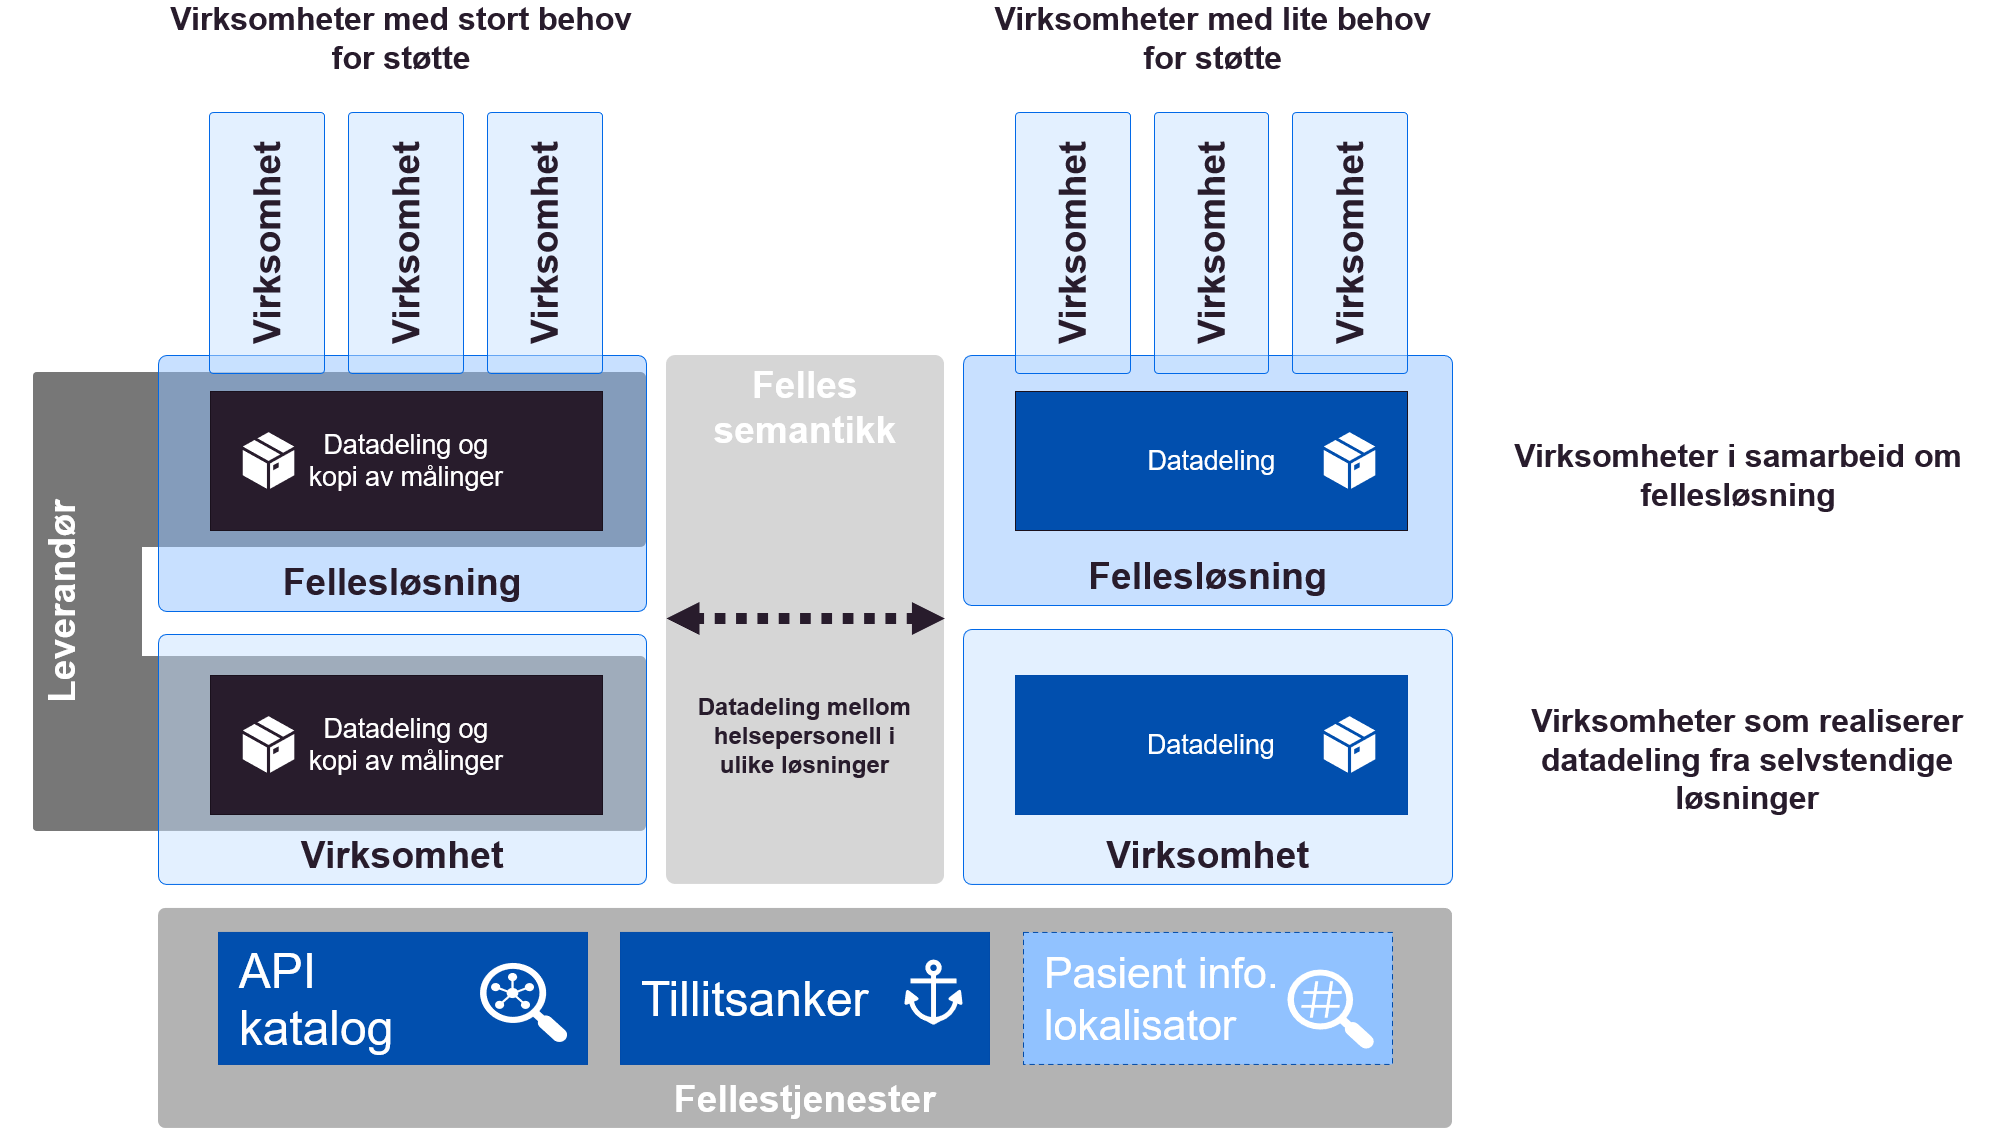 Virksomheter med stort behov
for støtte
Virksomheter med lite behov
for støtte
Virksomhet
Virksomhet
Virksomhet
Virksomhet
Virksomhet
Virksomhet
Leverandør
Datadeling og
kopi av målinger
Fellesløsning
Felles
semantikk
Datadeling
Fellesløsning
Virksomheter i samarbeid om
fellesløsning
Datadeling og
kopi av målinger
Virksomhet
Datadeling mellom
helsepersonell i
ulike løsninger
Datadeling
Virksomhet
Virksomheter som realiserer
datadeling fra selvstendige
løsninger
API
katalog
Tillitsanker
Pasient info.
lokalisator
Fellestjenester